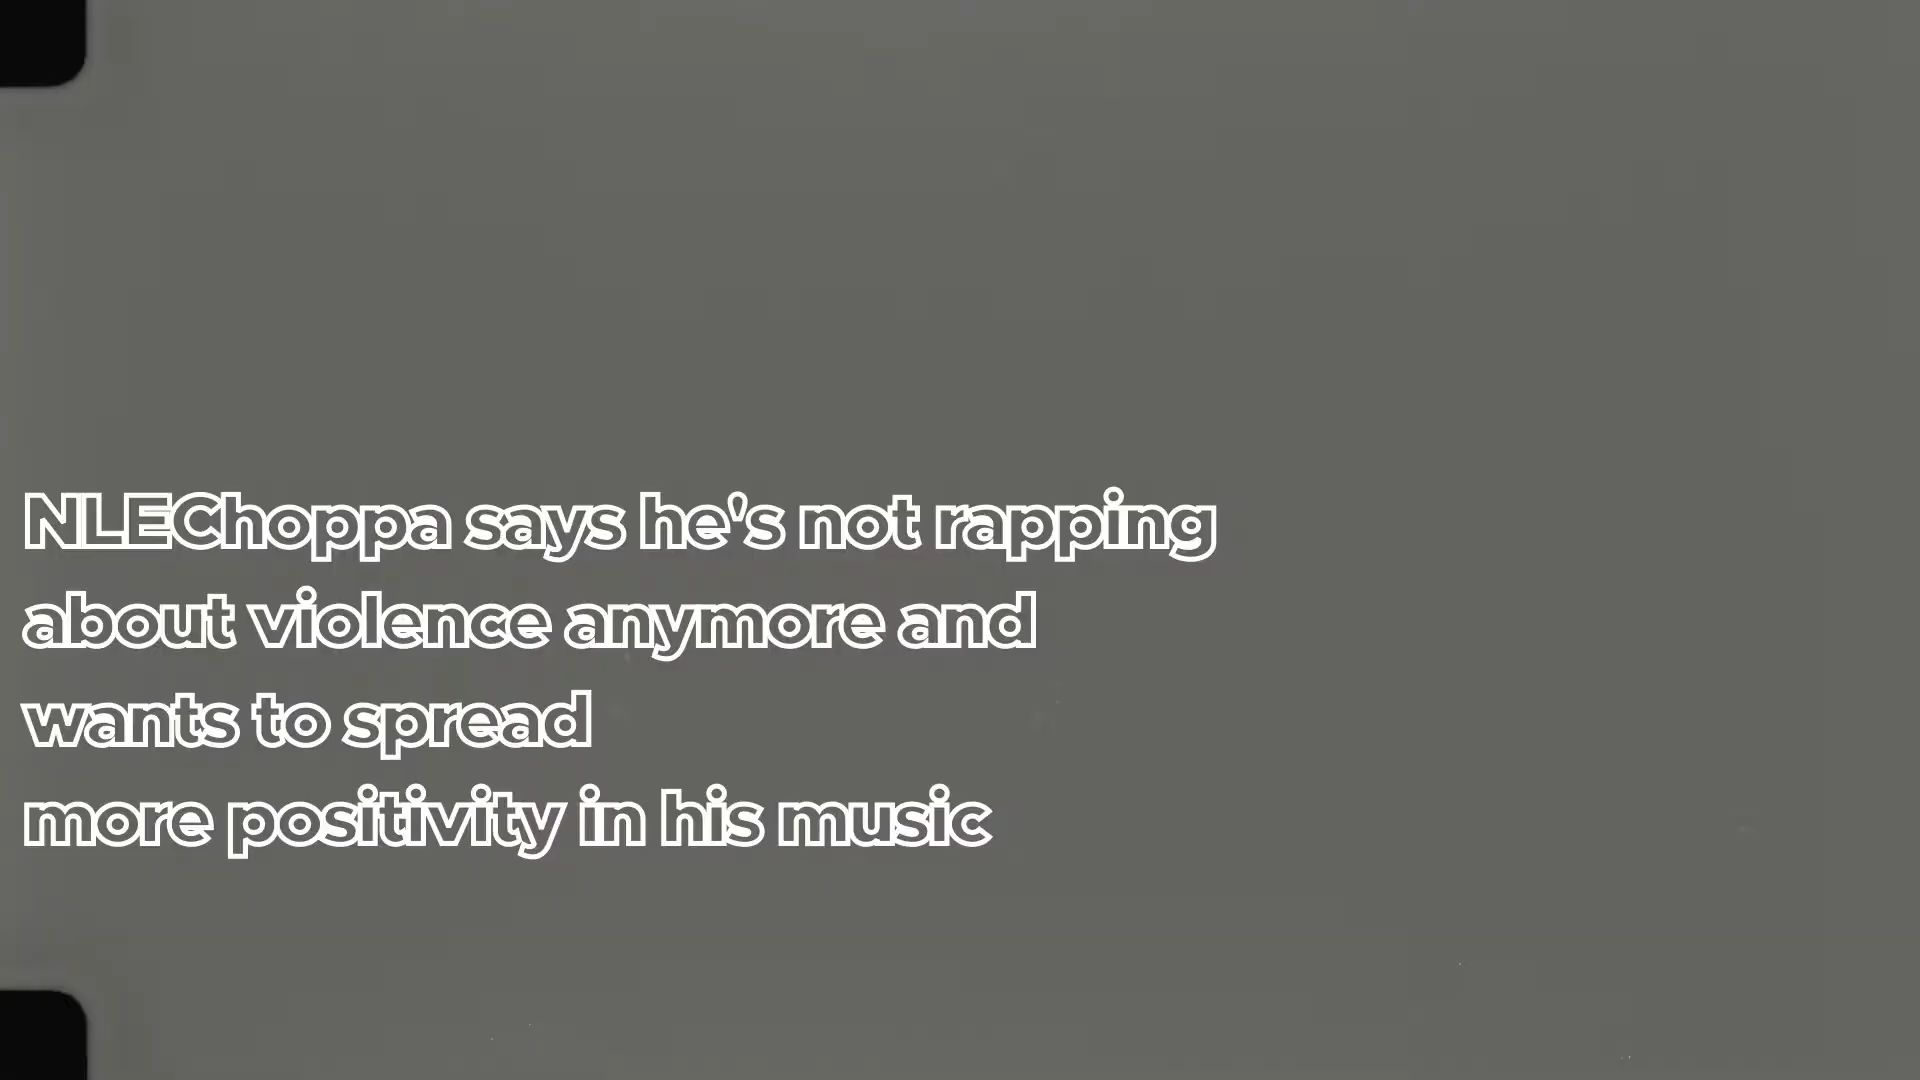 NLEChoppa says he's not rapping
about violence anymore and
wants to spread
more positivity in his music